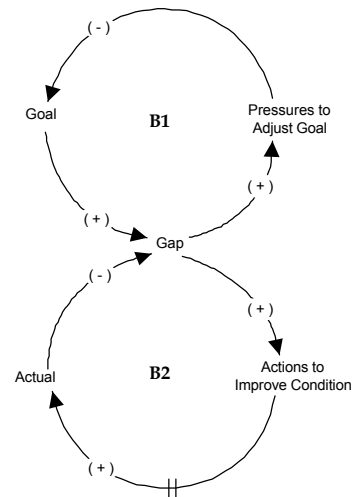 ( - )
Goal
B1
Pressures to
Adjust Goal
( + )
( + )
Gap
( - )
( + )
Actual
B2
Actions to
Improve Condition
( + )